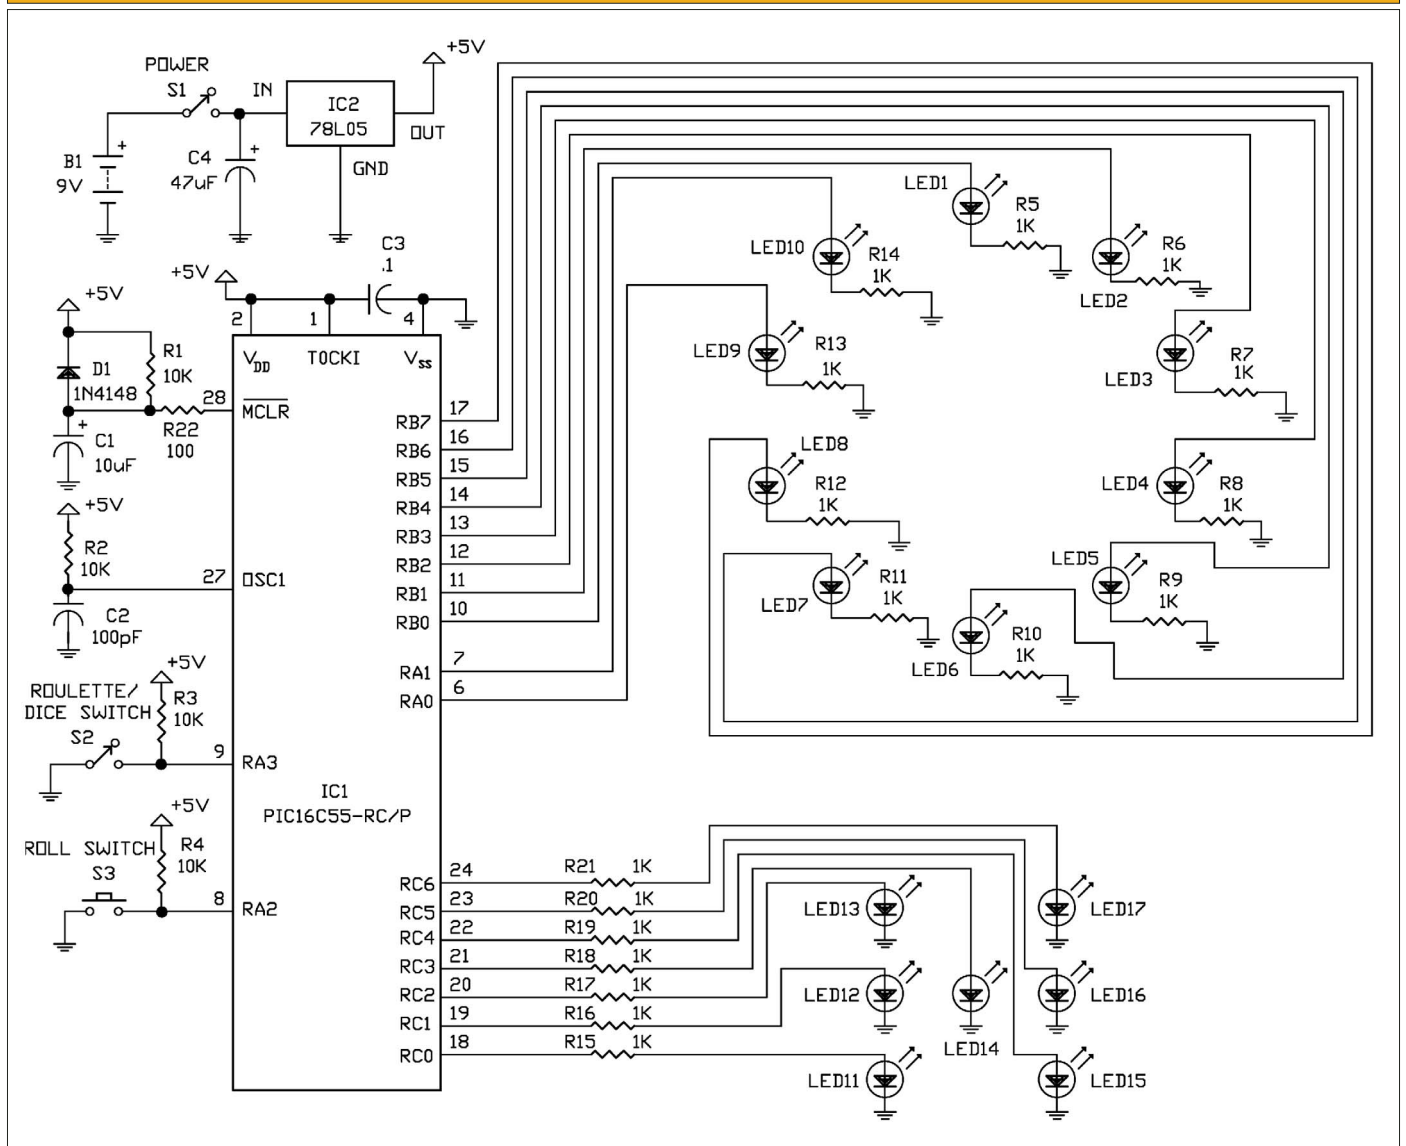 +5V
POWER
S1
IN
IC2
78L05
OUT
GND
B1
9V
+
C4
47uF
+
+5V
C3
.1
2
1
4
VDD
TOCKI
VSS
+5V
D1
1N4148
R1
10K
28
MCLR
R22
100
+
C1
10uF
+5V
R2
10K
27
OSC1
C2
100pF
+5V
ROULETTE/
DICE SWITCH
S2
R3
10K
9
RA3
+5V
ROLL SWITCH
S3
R4
10K
8
RA2
IC1
PIC16C55-RC/P
RB7
17
RB6
16
RB5
15
RB4
14
RB3
13
RB2
12
RB1
11
RB0
10
RA1
7
RA0
6
RC6
24
R21
1K
RC5
23
R20
1K
RC4
22
R19
1K
RC3
21
R18
1K
RC2
20
R17
1K
RC1
19
R16
1K
RC0
18
R15
1K
LED1
R5
1K
LED2
R6
1K
LED3
R7
1K
LED4
R8
1K
LED5
R9
1K
LED6
R10
1K
LED7
R11
1K
LED8
R12
1K
LED9
R13
1K
LED10
R14
1K
LED13
LED17
LED12
LED14
LED16
LED11
LED15